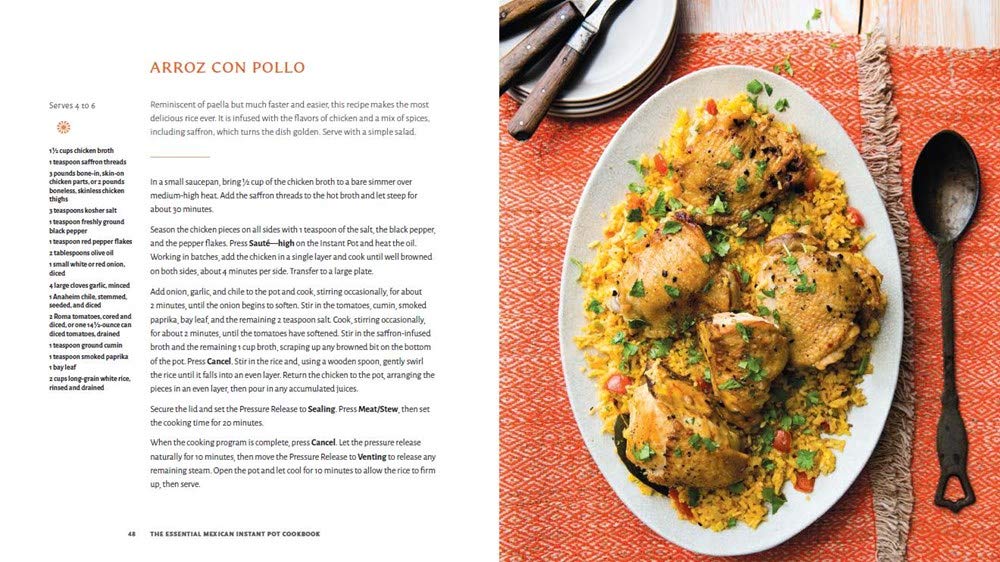 ARROZ CON POLLO
Serves 4 to 6
Reminiscent of paella but much faster and easier, this recipe makes the most
delicious rice ever. It is infused with the flavors of chicken and a mix of spices,
including saffron, which turns the dish golden. Serve with a simple salad.
1½ cups chicken broth
1 teaspoon saffron threads
3 pounds bone-in, skin-on
chicken parts, or 2 pounds
boneless, skinless chicken
thighs
3 teaspoons kosher salt
1 teaspoon freshly ground
black pepper
1 teaspoon red pepper flakes
2 tablespoons olive oil
1 small white or red onion,
diced
4 large cloves garlic, minced
1 Anaheim chile, stemmed,
seeded, and diced
2 Roma tomatoes, cored and
diced, or one 14½-ounce can
diced tomatoes, drained
1 teaspoon ground cumin
1 teaspoon smoked paprika
1 bay leaf
2 cups long-grain white rice,
rinsed and drained
In a small saucepan, bring ½ cup of the chicken broth to a bare simmer over
medium-high heat. Add the saffron threads to the hot broth and let steep for
about 30 minutes.
Season the chicken pieces on all sides with 1 teaspoon of the salt, the black pepper,
and the pepper flakes. Press Sauté—high on the Instant Pot and heat the oil.
Working in batches, add the chicken in a single layer and cook until well browned
on both sides, about 4 minutes per side. Transfer to a large plate.
Add onion, garlic, and chile to the pot and cook, stirring occasionally, for about
2 minutes, until the onion begins to soften. Stir in the tomatoes, cumin, smoked
paprika, bay leaf, and the remaining 2 teaspoon salt. Cook, stirring occasionally,
for about 2 minutes, until the tomatoes have softened. Stir in the saffron-infused
broth and the remaining 1 cup broth, scraping up any browned bit on the bottom
of the pot. Press Cancel. Stir in the rice and, using a wooden spoon, gently swirl
the rice until it falls into an even layer. Return the chicken to the pot, arranging the
pieces in an even layer, then pour in any accumulated juices.
Secure the lid and set the Pressure Release to Sealing. Press Meat/Stew, then set
the cooking time for 20 minutes.
When the cooking program is complete, press Cancel. Let the pressure release
naturally for 10 minutes, then move the Pressure Release to Venting to release any
remaining steam. Open the pot and let cool for 10 minutes to allow the rice to firm
up, then serve.
48 THE ESSENTIAL MEXICAN INSTANT POT COOKBOOK